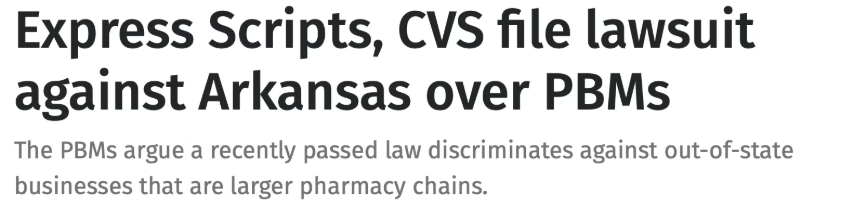 Express Scripts, CVS file lawsuit
against Arkansas over PBMs
The PBMs argue a recently passed law discriminates against out-of-state
businesses that are larger pharmacy chains.